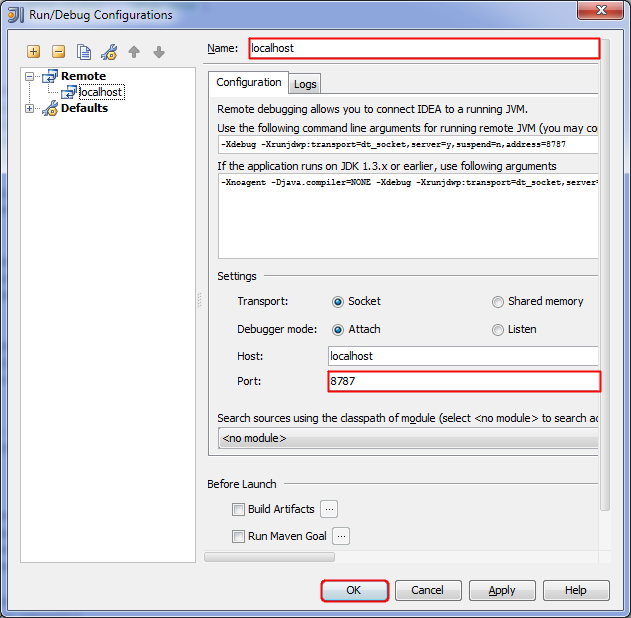 Run/Debug Configurations
Name: localhost
Remote
localhost
Defaults
Configuration Logs
Remote debugging allows you to connect IDEA to a running JVM.
Use the following command line arguments for running remote JVM (you may co
-Xdebug -Xrunjdwp:transport=dt_socket,server=y,suspend=n,address=8787
If the application runs on JDK 1.3.x or earlier, use following arguments
-Xnoagent -Djava.compiler=NONE -Xdebug -Xrunjdwp:transport=dt_socket,server=
Settings
Transport: Socket Shared memory
Debugger mode: Attach Listen
Host: localhost
Port: 8787
Search sources using the classpath of module (select <no module> to search ac
<no module>
Before Launch
Build Artifacts ...
Run Maven Goal ...
OK Cancel Apply Help